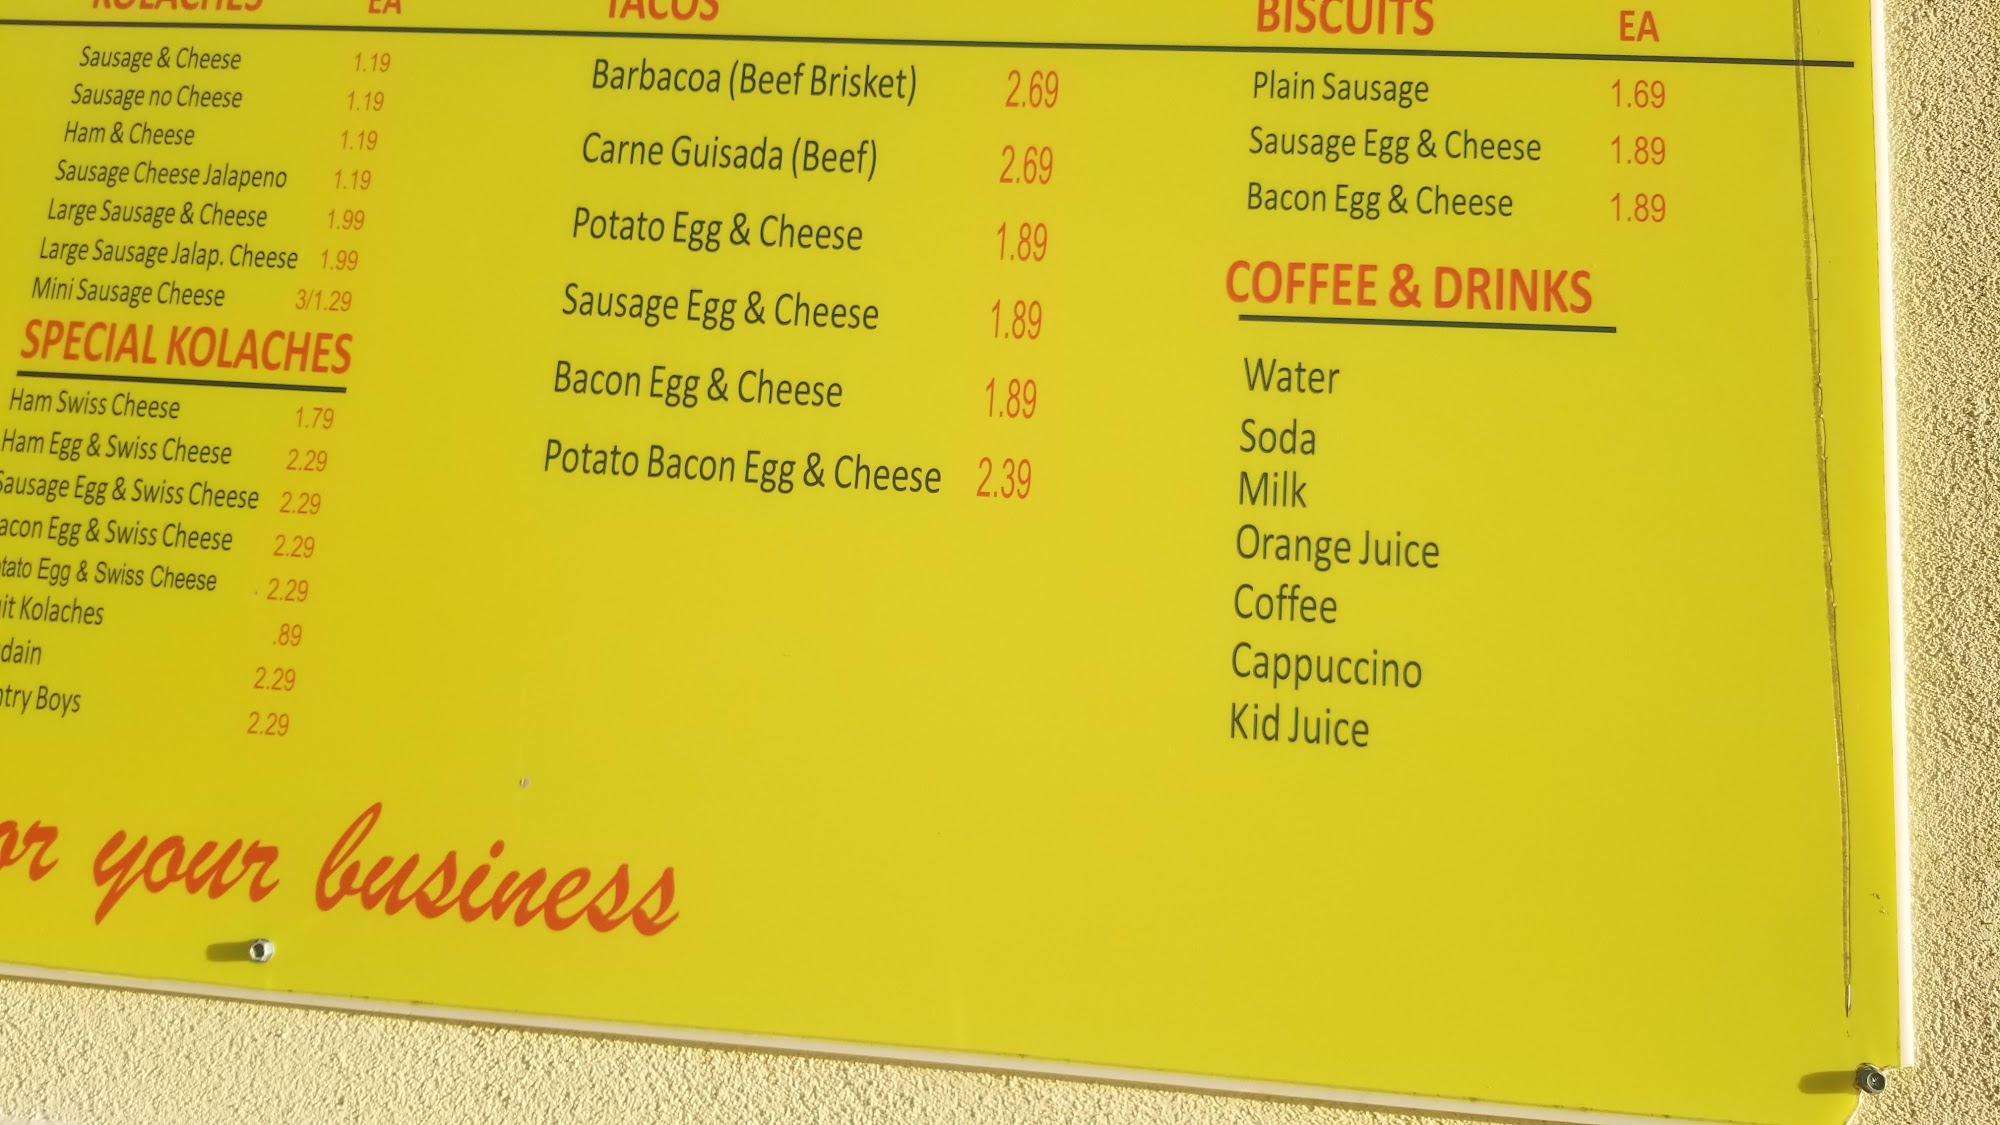 KOLACHES EA
Sausage & Cheese 1.19
Sausage no Cheese 1.19
Ham & Cheese 1.19
Sausage Cheese Jalapeno 1.19
Large Sausage & Cheese 1.99
Large Sausage Jalap. Cheese 1.99
Mini Sausage Cheese 3/1.29
SPECIAL KOLACHES
Ham Swiss Cheese 1.79
Ham Egg & Swiss Cheese 2.29
Sausage Egg & Swiss Cheese 2.29
Egg & Swiss Cheese 2.29
Egg & Swiss Cheese 2.29
Kolaches .89
2.29
Boys 2.29
TACOS
Barbacoa (Beef Brisket) 2.69
Carne Guisada (Beef) 2.69
Potato Egg & Cheese 1.89
Sausage Egg & Cheese 1.89
Bacon Egg & Cheese 1.89
Potato Bacon Egg & Cheese 2.39
BISCUITS EA
Plain Sausage 1.69
Sausage Egg & Cheese 1.89
Bacon Egg & Cheese 1.89
COFFEE & DRINKS
Water
Soda
Milk
Orange Juice
Coffee
Cappuccino
Kid Juice
your business